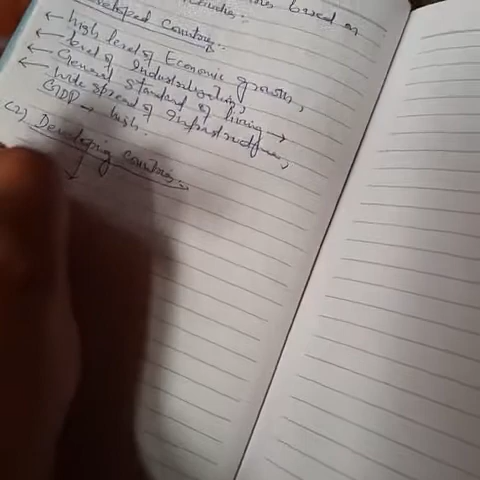 based on
Developed Countries.
← high level of Economic growth,
← level of Industrialization,
← General Standard of living →
← wide spread of Infrastructure,
GDP → high.
(2) Developing Countries: